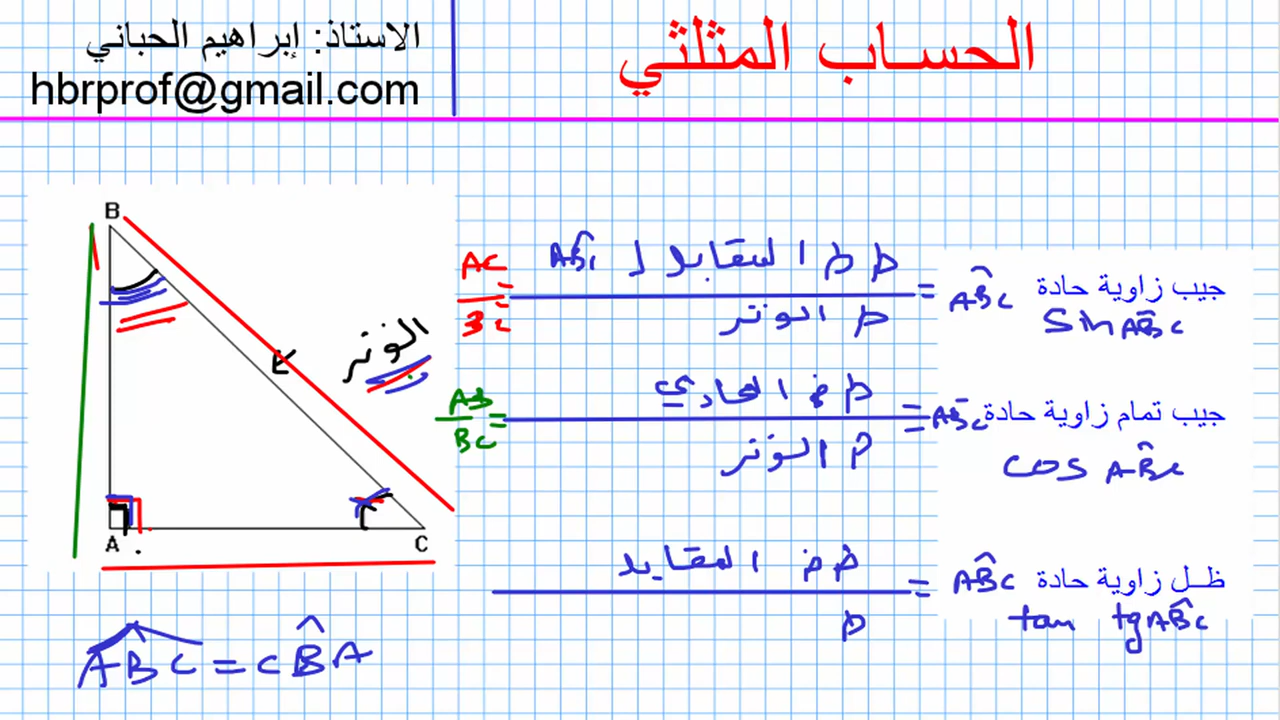 الحساب المثلثي
الاستاذ: إبراهيم الحباني
hbrprof@gmail.com
جيب زاوية حادة ABC =
المقابل ل ABC
الوتر
= AC
BC
sin ABC
جيب تمام زاوية حادة ABC =
الوتر
= AB
BC
cos ABC
ظل زاوية حادة ABC =
المقابل
tan tg ABC
B
الوتر
A
C
ABC = CBA